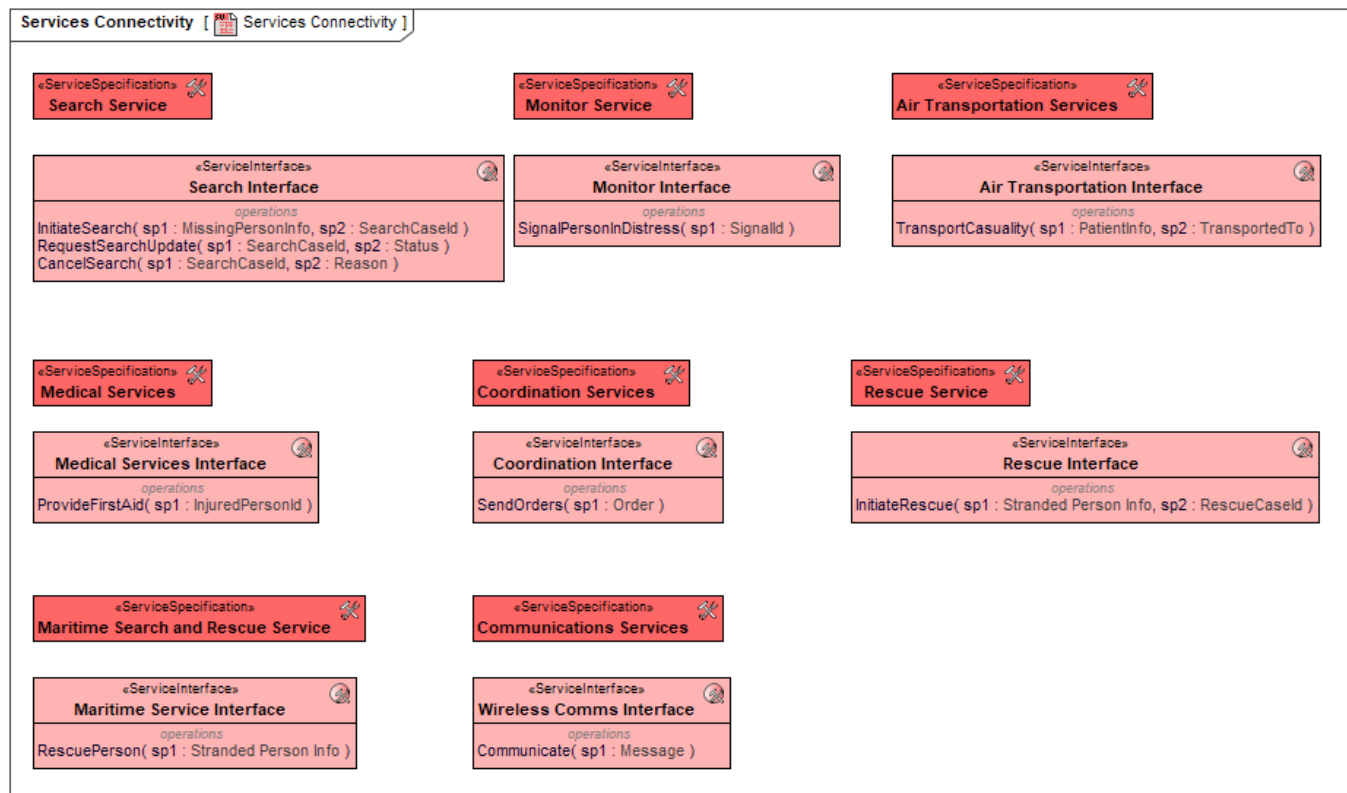 Services Connectivity [ Services Connectivity ]
«ServiceSpecification»
Search Service
«ServiceSpecification»
Monitor Service
«ServiceSpecification»
Air Transportation Services
«ServiceInterface»
Search Interface
operations
InitiateSearch( sp1 : MissingPersonInfo, sp2 : SearchCaseId )
RequestSearchUpdate( sp1 : SearchCaseId, sp2 : Status )
CancelSearch( sp1 : SearchCaseId, sp2 : Reason )
«ServiceInterface»
Monitor Interface
operations
SignalPersonInDistress( sp1 : SignalId )
«ServiceInterface»
Air Transportation Interface
operations
TransportCasuality( sp1 : PatientInfo, sp2 : TransportedTo )
«ServiceSpecification»
Medical Services
«ServiceSpecification»
Coordination Services
«ServiceSpecification»
Rescue Service
«ServiceInterface»
Medical Services Interface
operations
ProvideFirstAid( sp1 : InjuredPersonId )
«ServiceInterface»
Coordination Interface
operations
SendOrders( sp1 : Order )
«ServiceInterface»
Rescue Interface
operations
InitiateRescue( sp1 : Stranded Person Info, sp2 : RescueCaseId )
«ServiceSpecification»
Maritime Search and Rescue Service
«ServiceSpecification»
Communications Services
«ServiceInterface»
Maritime Service Interface
operations
RescuePerson( sp1 : Stranded Person Info )
«ServiceInterface»
Wireless Comms Interface
operations
Communicate( sp1 : Message )